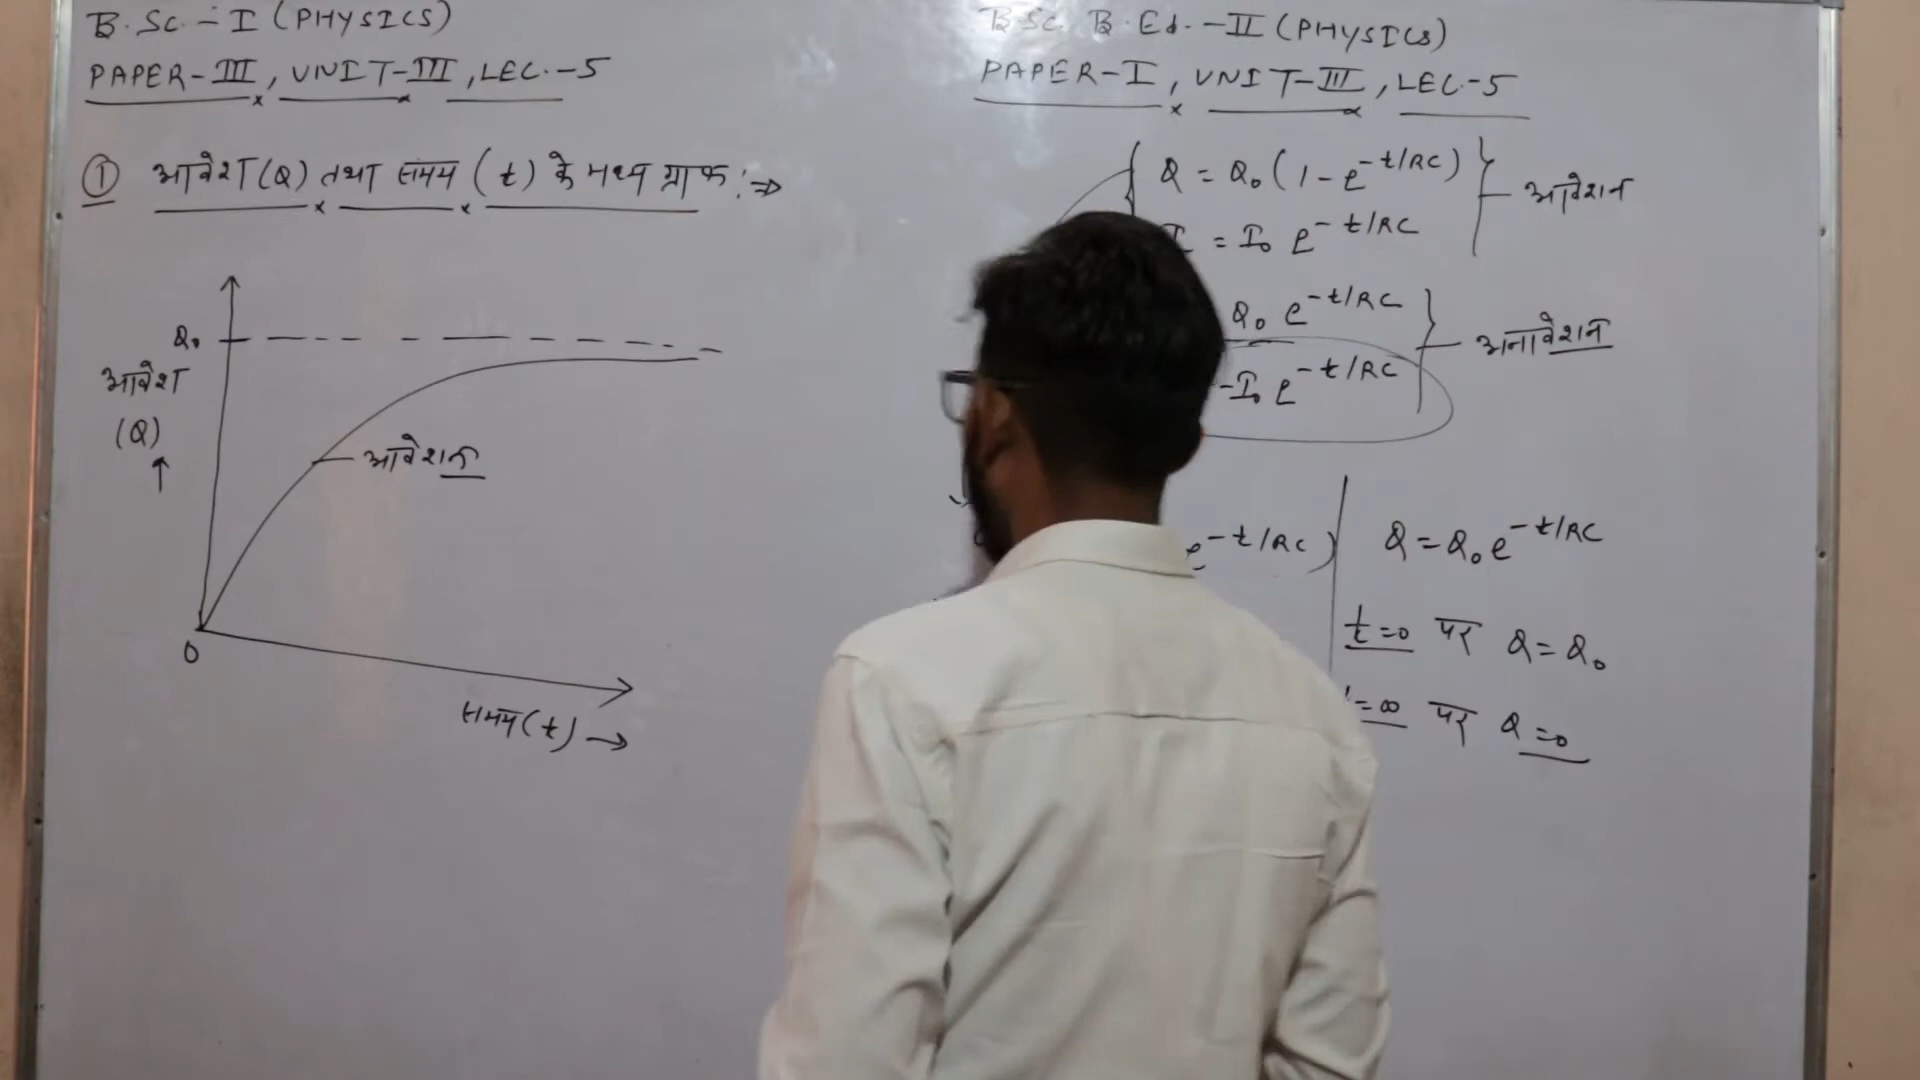 B.Sc.-I (PHYSICS)
PAPER-III, UNIT-III, LEC.-5
① आवेश(Q) तथा समय (t) के मध्य ग्राफ :⇒
Q₀
आवेश
(Q)
↑
आवेशन
0
समय(t) →
B.Sc. B.Ed.-II (PHYSICS)
PAPER-I, UNIT-III, LEC.-5
Q = Q₀ (1 - e^-t/RC)
आवेशन
= I₀ e^-t/RC
Q₀ e^-t/RC
अनावेशन
-I₀ e^-t/RC
e^-t/RC)
Q = Q₀ e^-t/RC
t=0 पर Q = Q₀
=∞ पर Q =0